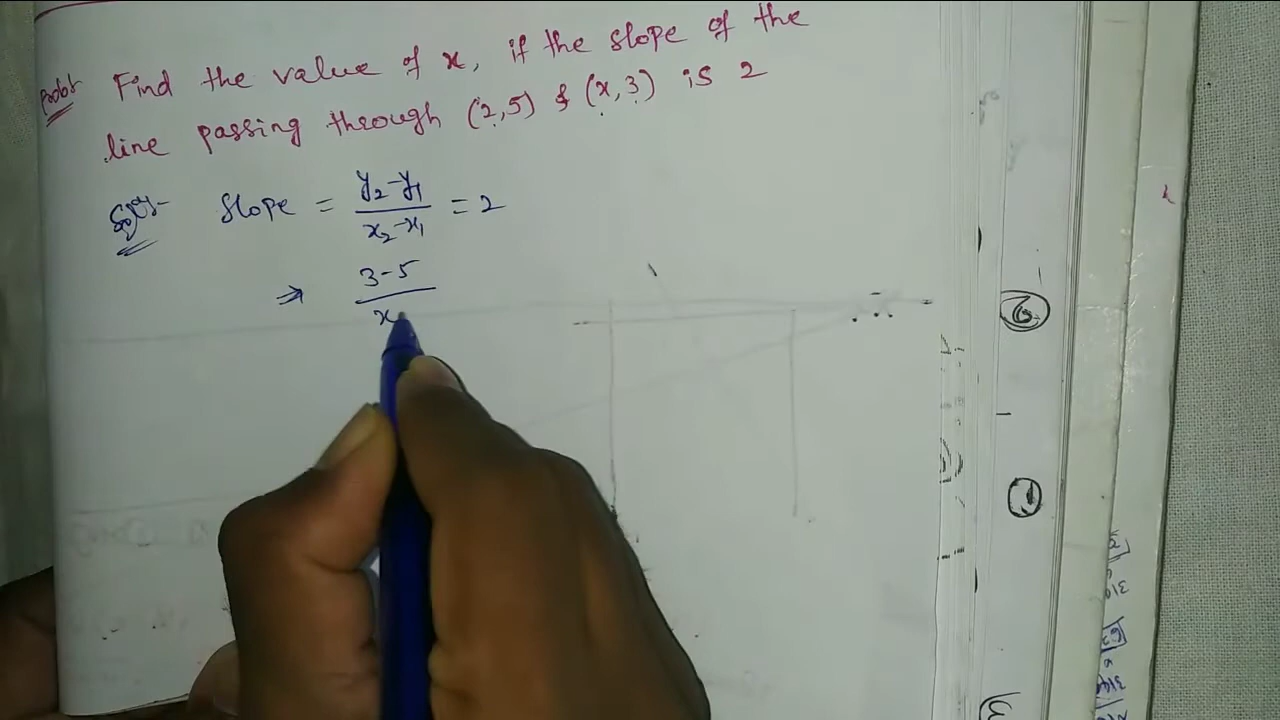 Find the value of x, if the slope of the
line passing through (2,5) & (x,3) is 2
Slope = y₂-y₁ / x₂-x₁ = 2
⇒ 3-5 / x